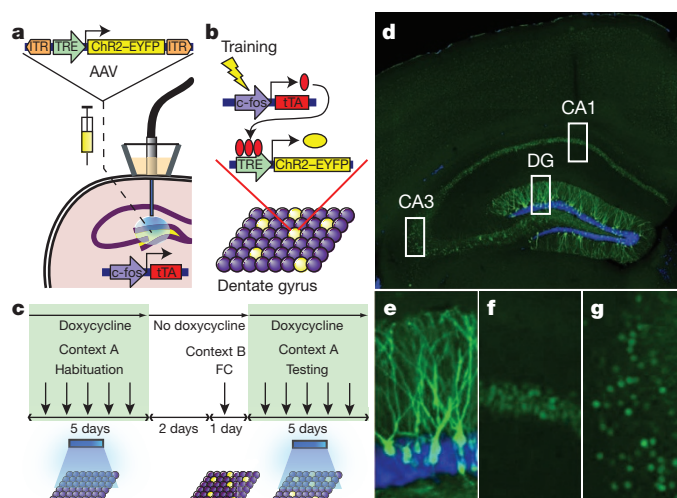 a
ITR TRE ChR2–EYFP ITR
AAV
c-fos tTA
b
Training
c-fos tTA
TRE ChR2–EYFP
Dentate gyrus
c
Doxycycline No doxycycline Doxycycline
Context A Context B Context A
Habituation FC Testing
5 days 2 days 1 day 5 days
d
CA1
DG
CA3
e f g